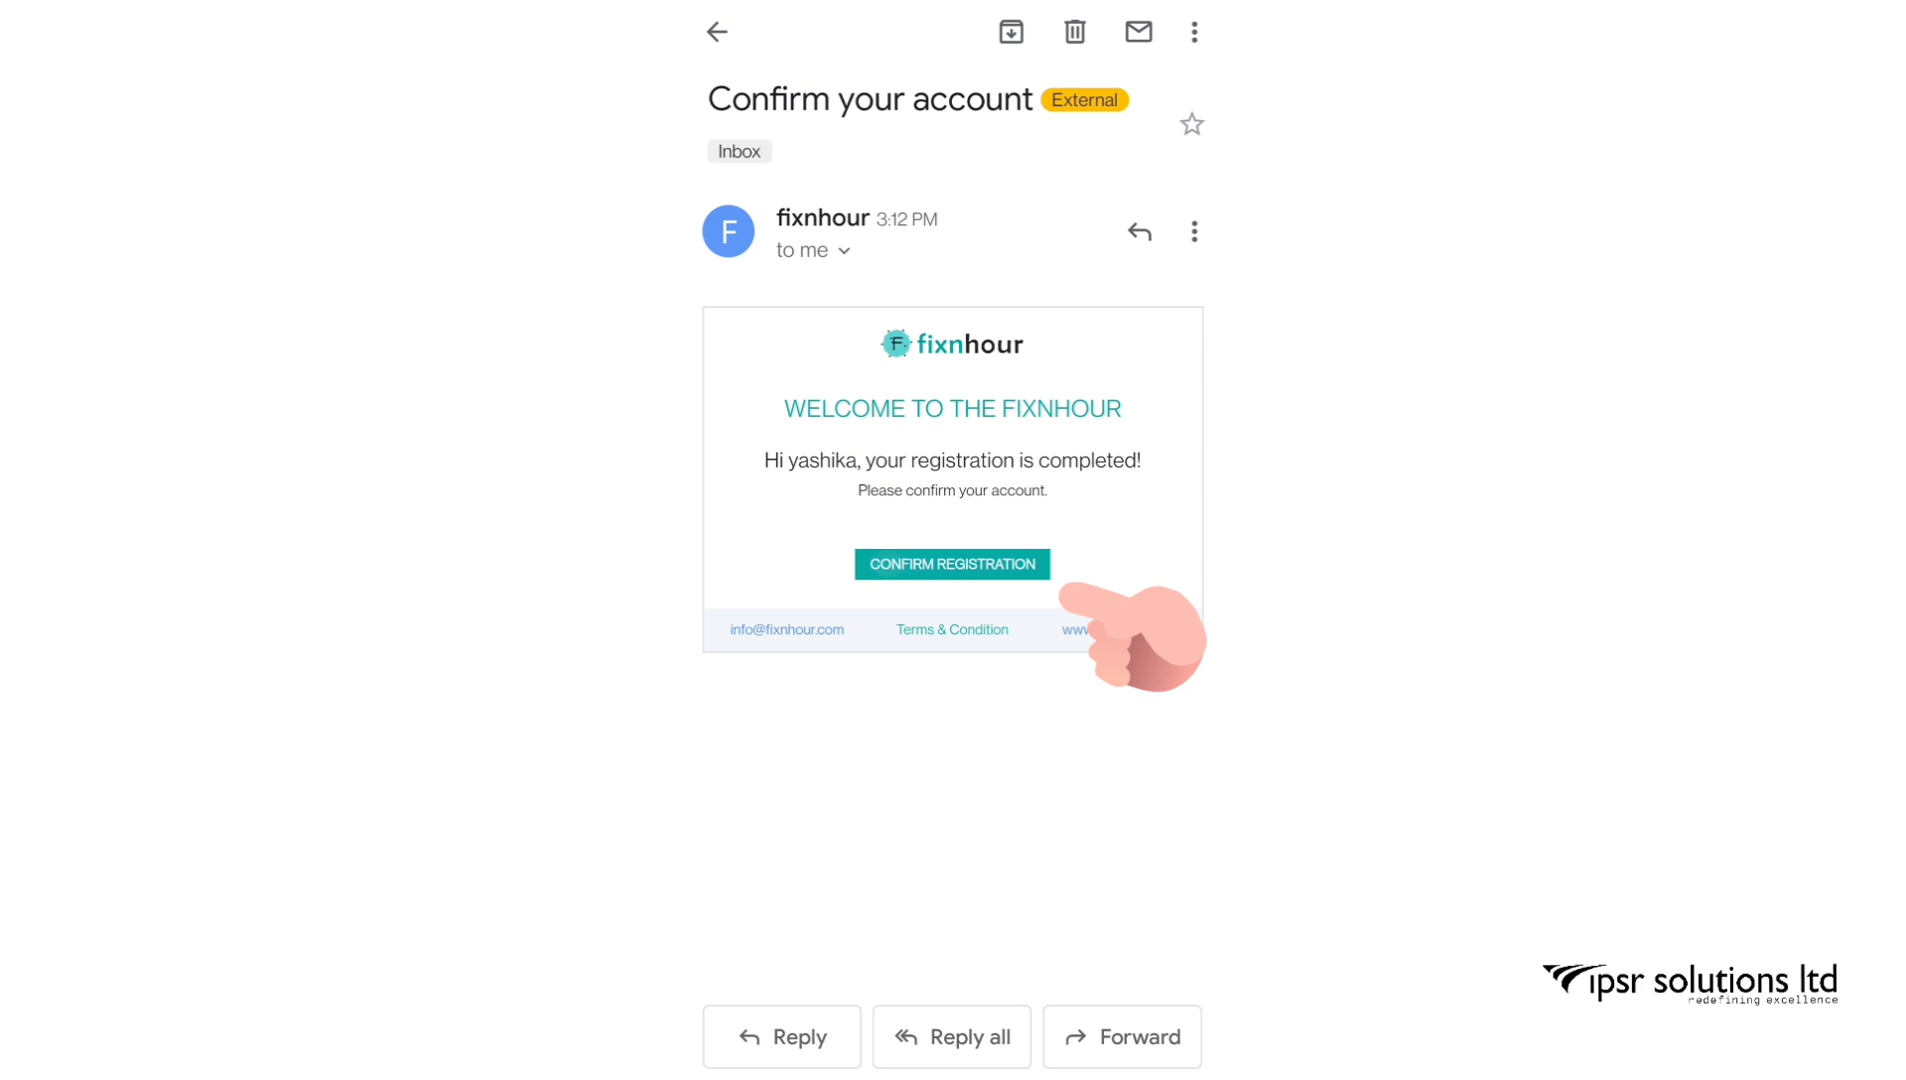 Confirm your account External
Inbox
F
fixnhour 3:12 PM
to me
F fixnhour
WELCOME TO THE FIXNHOUR
Hi yashika, your registration is completed!
Please confirm your account.
CONFIRM REGISTRATION
info@fixnhour.com Terms & Condition
ipsr solutions ltd
redefining excellence
Reply Reply all Forward